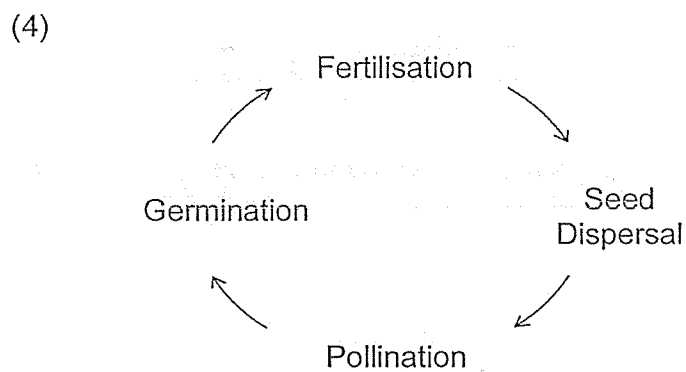 (4)
Fertilisation
Germination
Seed
Dispersal
Pollination